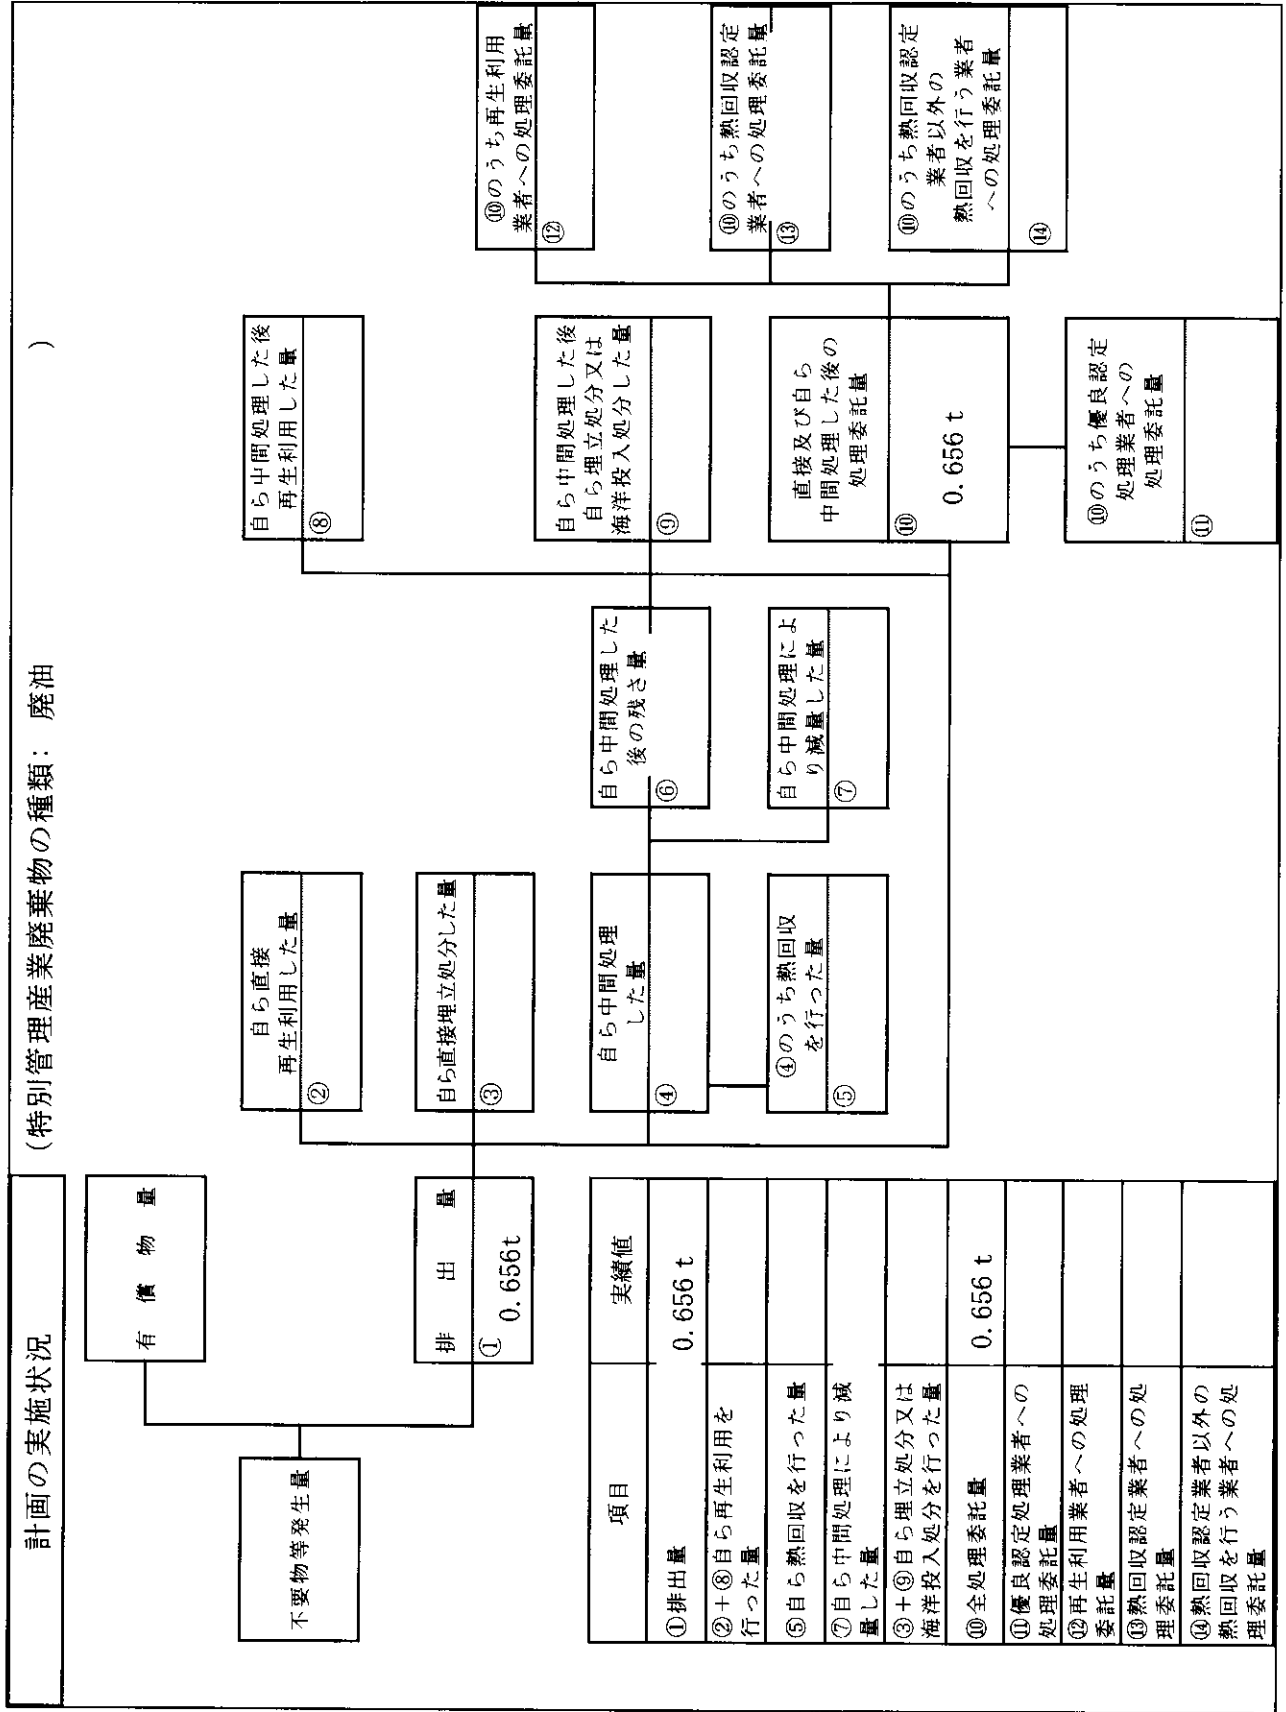 計画の実施状況
(特別管理産業廃棄物の種類： 廃油 )
不要物等発生量
有償物量
排出量
① 0.656t
自ら直接
再生利用した量
②
自ら直接埋立処分した量
③
自ら中間処理
した量
④
④のうち熱回収
を行った量
⑤
自ら中間処理した
後の残さ量
⑥
自ら中間処理によ
り減量した量
⑦
自ら中間処理した後
再生利用した量
⑧
自ら中間処理した後
自ら埋立処分又は
海洋投入処分した量
⑨
直接及び自ら
中間処理した後の
処理委託量
⑩ 0.656 t
⑩のうち優良認定
処理業者への
処理委託量
⑪
⑩のうち再生利用
業者への処理委託量
⑫
⑩のうち熱回収認定
業者への処理委託量
⑬
⑩のうち熱回収認定
業者以外の
熱回収を行う業者
への処理委託量
⑭
項目 実績値
①排出量 0.656 t
②+⑧自ら再生利用を
行った量
⑤自ら熱回収を行った量
⑦自ら中間処理により減
量した量
③+⑨自ら埋立処分又は
海洋投入処分を行った量
⑩全処理委託量 0.656 t
⑪優良認定処理業者への
処理委託量
⑫再生利用業者への処理
委託量
⑬熱回収認定業者への処
理委託量
⑭熱回収認定業者以外の
熱回収を行う業者への処
理委託量